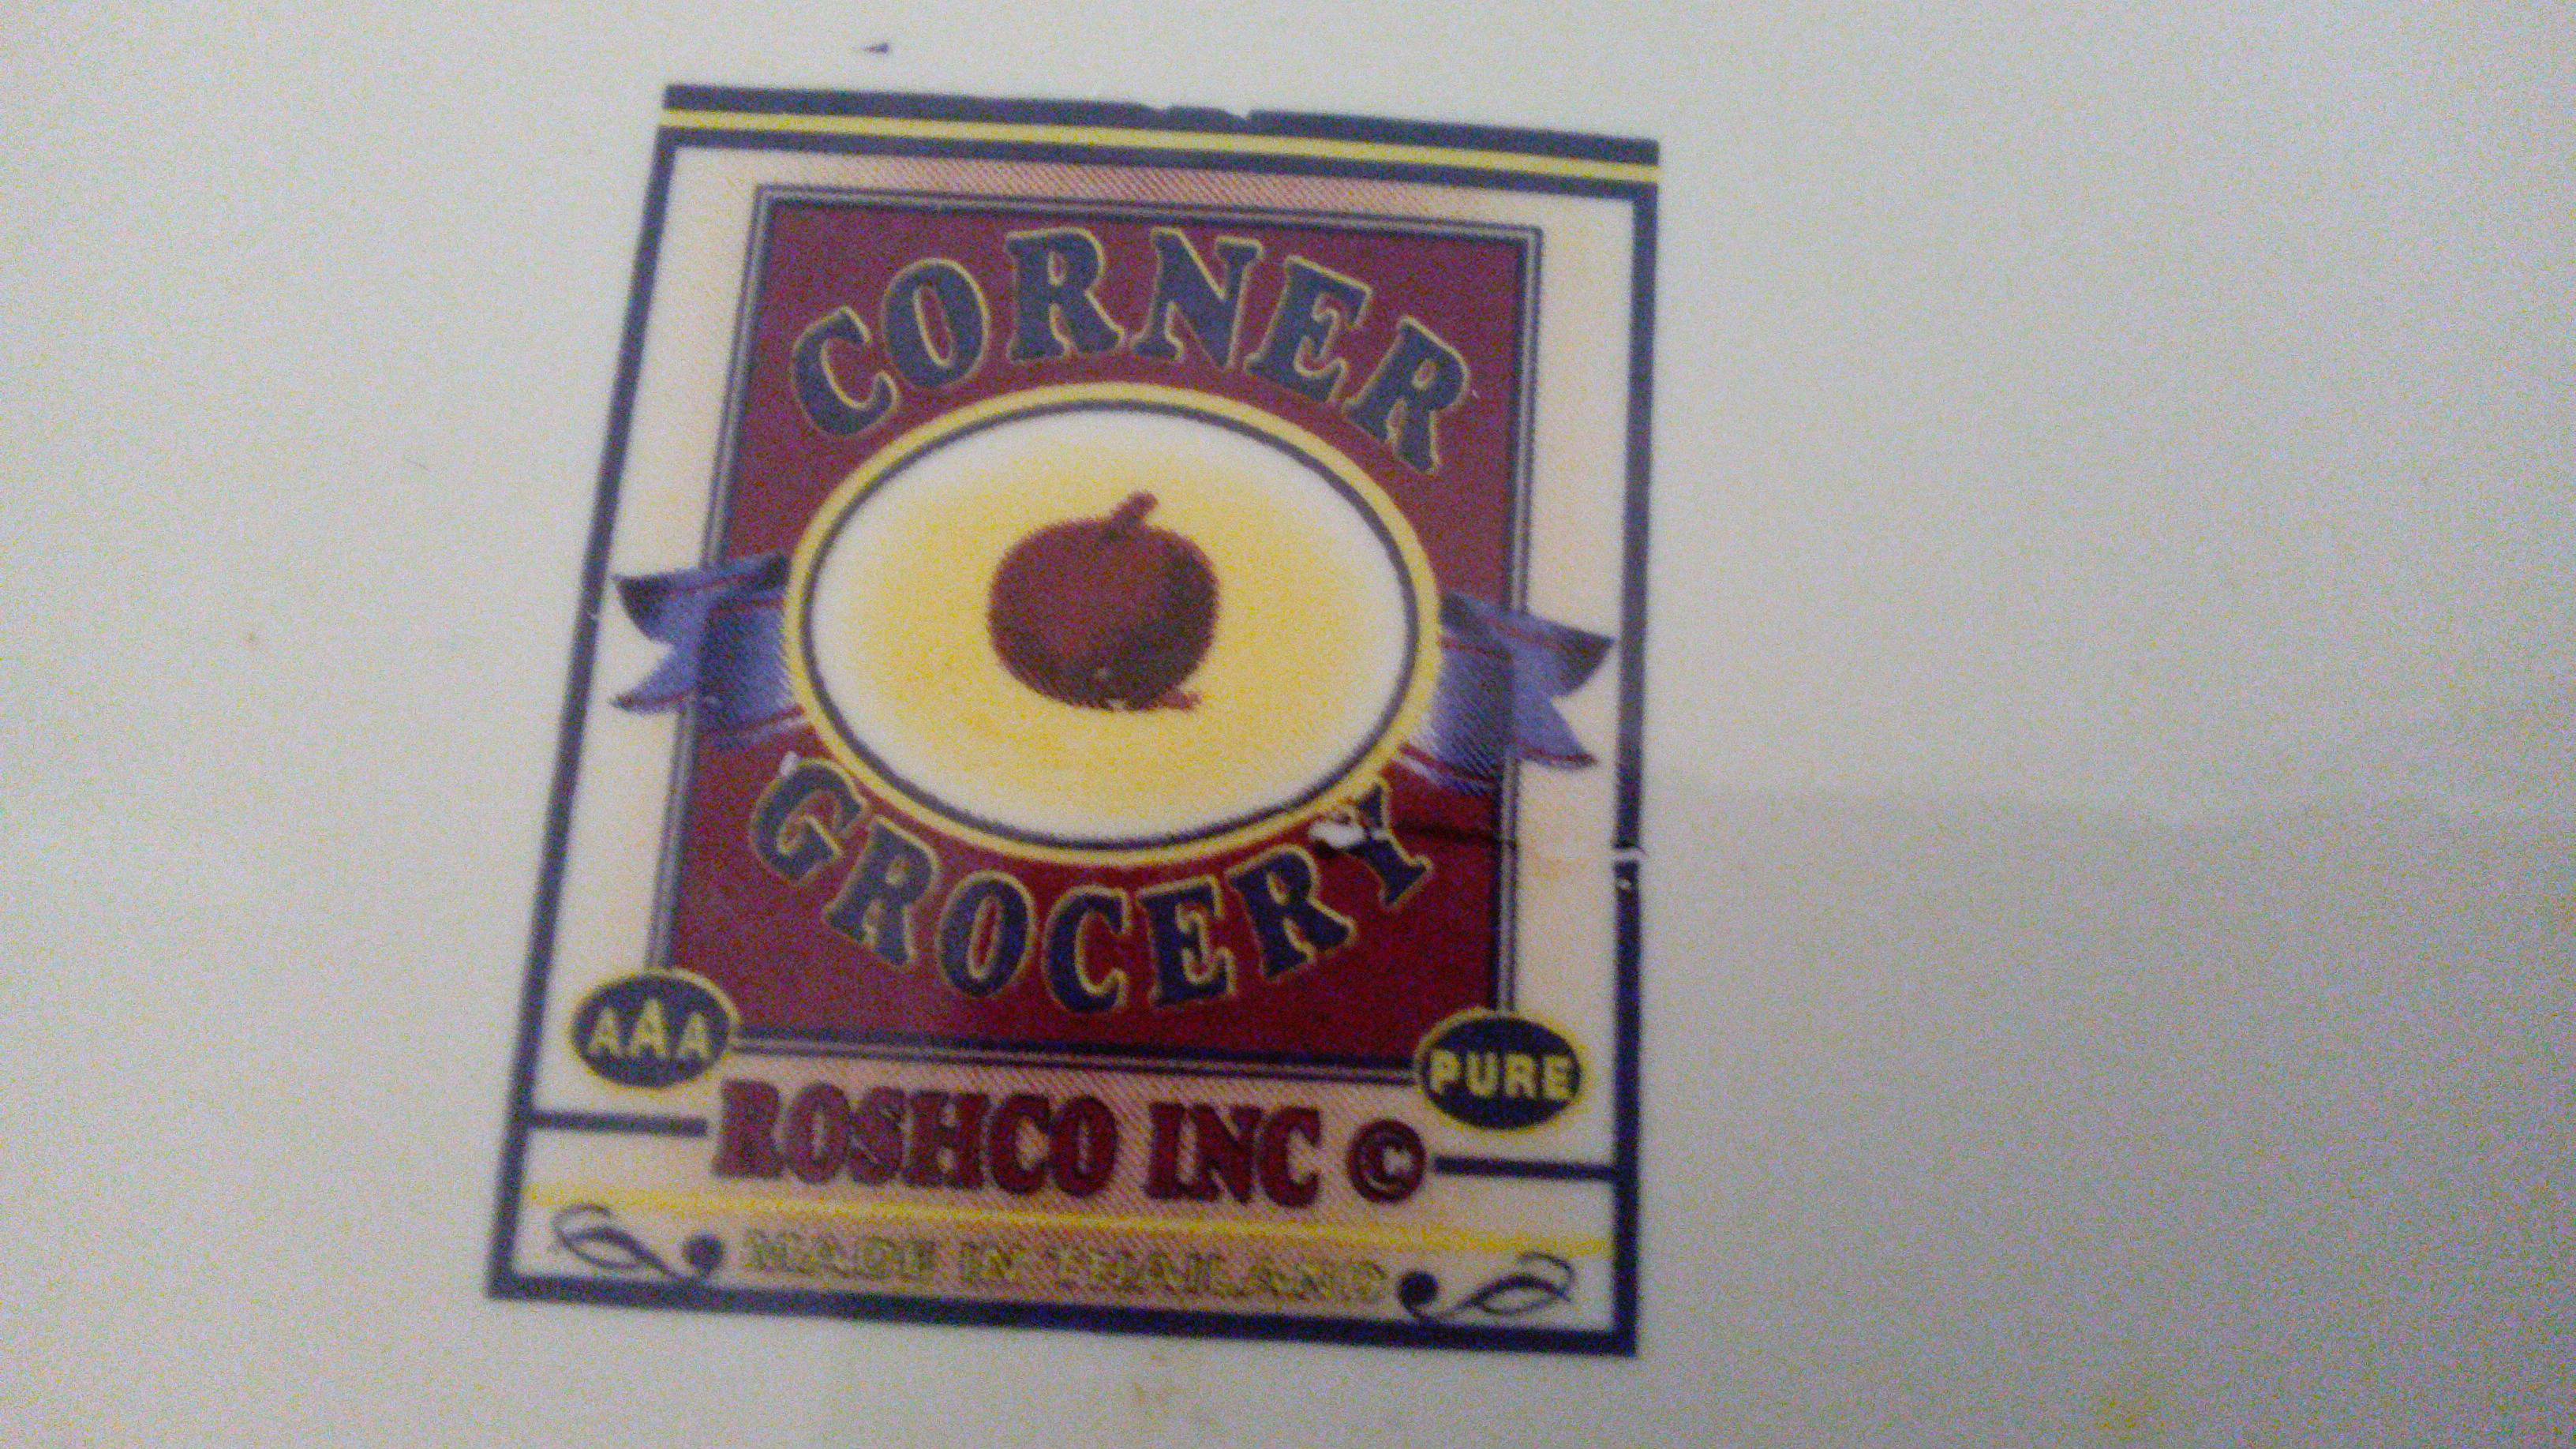 CORNER
GROCERY
AAA
PURE
ROSHCO INC ©
MADE IN THAILAND